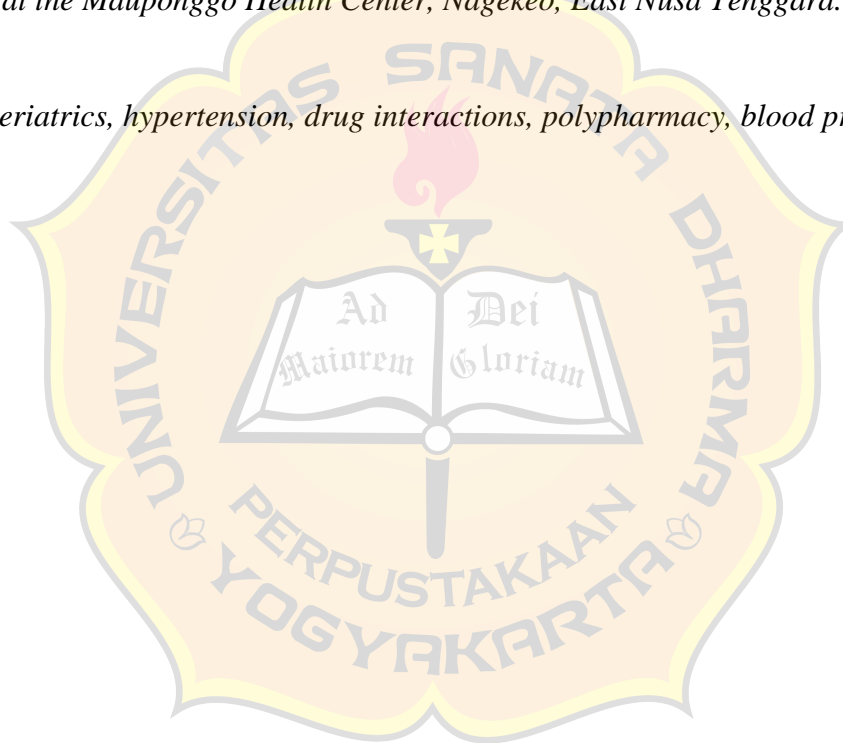 at the Mauponggo Health Center, Nagekeo, East Nusa Tenggara.
eriatrics, hypertension, drug interactions, polypharmacy, blood pr
UNIVERSITAS SANATA DHARMA
Ad Dei
Maiorem Gloriam
PERPUSTAKAAN
YOGYAKARTA